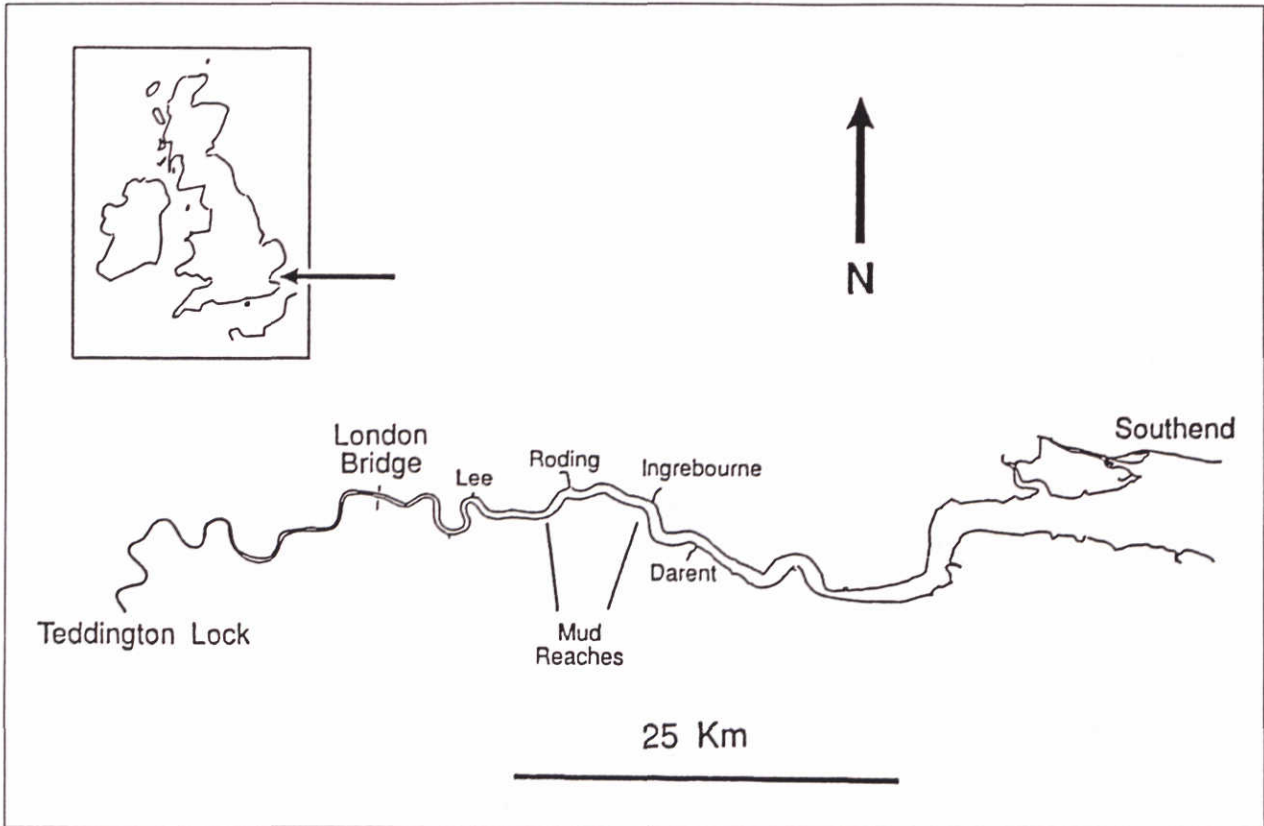 N
London
Bridge
Lee
Roding
Ingrebourne
Southend
Darent
Teddington Lock
Mud
Reaches
25 Km